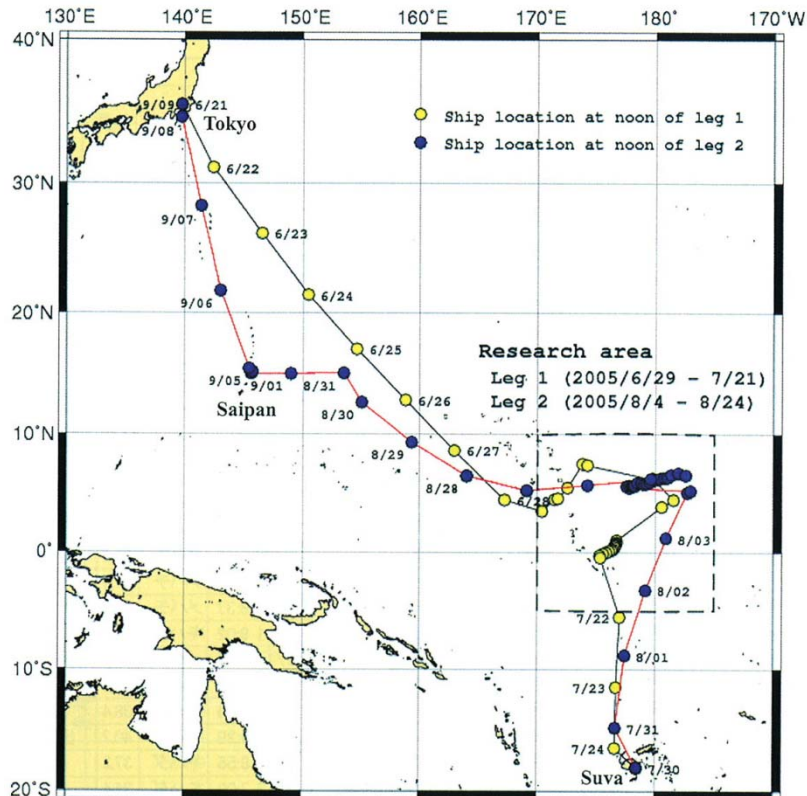 130°E 140°E 150°E 160°E 170°E 180° 170°W
40°N
9/09 6/21
Tokyo
9/08
Ship location at noon of leg 1
Ship location at noon of leg 2
6/22
30°N
9/07
6/23
6/24
9/06
20°N
6/25
Research area
Leg 1 (2005/6/29 – 7/21)
Leg 2 (2005/8/4 – 8/24)
9/05 9/01 8/31
Saipan
6/26
8/30
10°N
8/29
6/27
8/28
6/28
8/03
0°
8/02
7/22
8/01
10°S
7/23
7/31
7/24
Suva
7/30
20°S